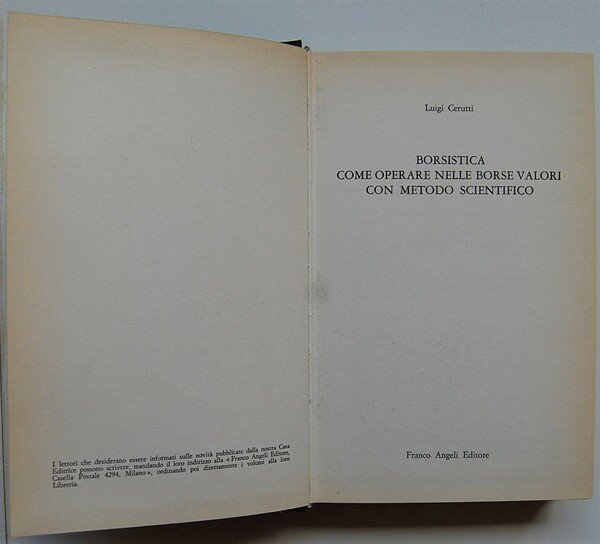 I lettori che desiderano essere informati sulle novità pubblicate dalla nostra Casa
Editrice possono scrivere, mandando il loro indirizzo alla « Franco Angeli Editore,
Casella Postale 4294, Milano », ordinando poi direttamente i volumi alla loro
Libreria.
Luigi Cerutti
BORSISTICA
COME OPERARE NELLE BORSE VALORI
CON METODO SCIENTIFICO
Franco Angeli Editore